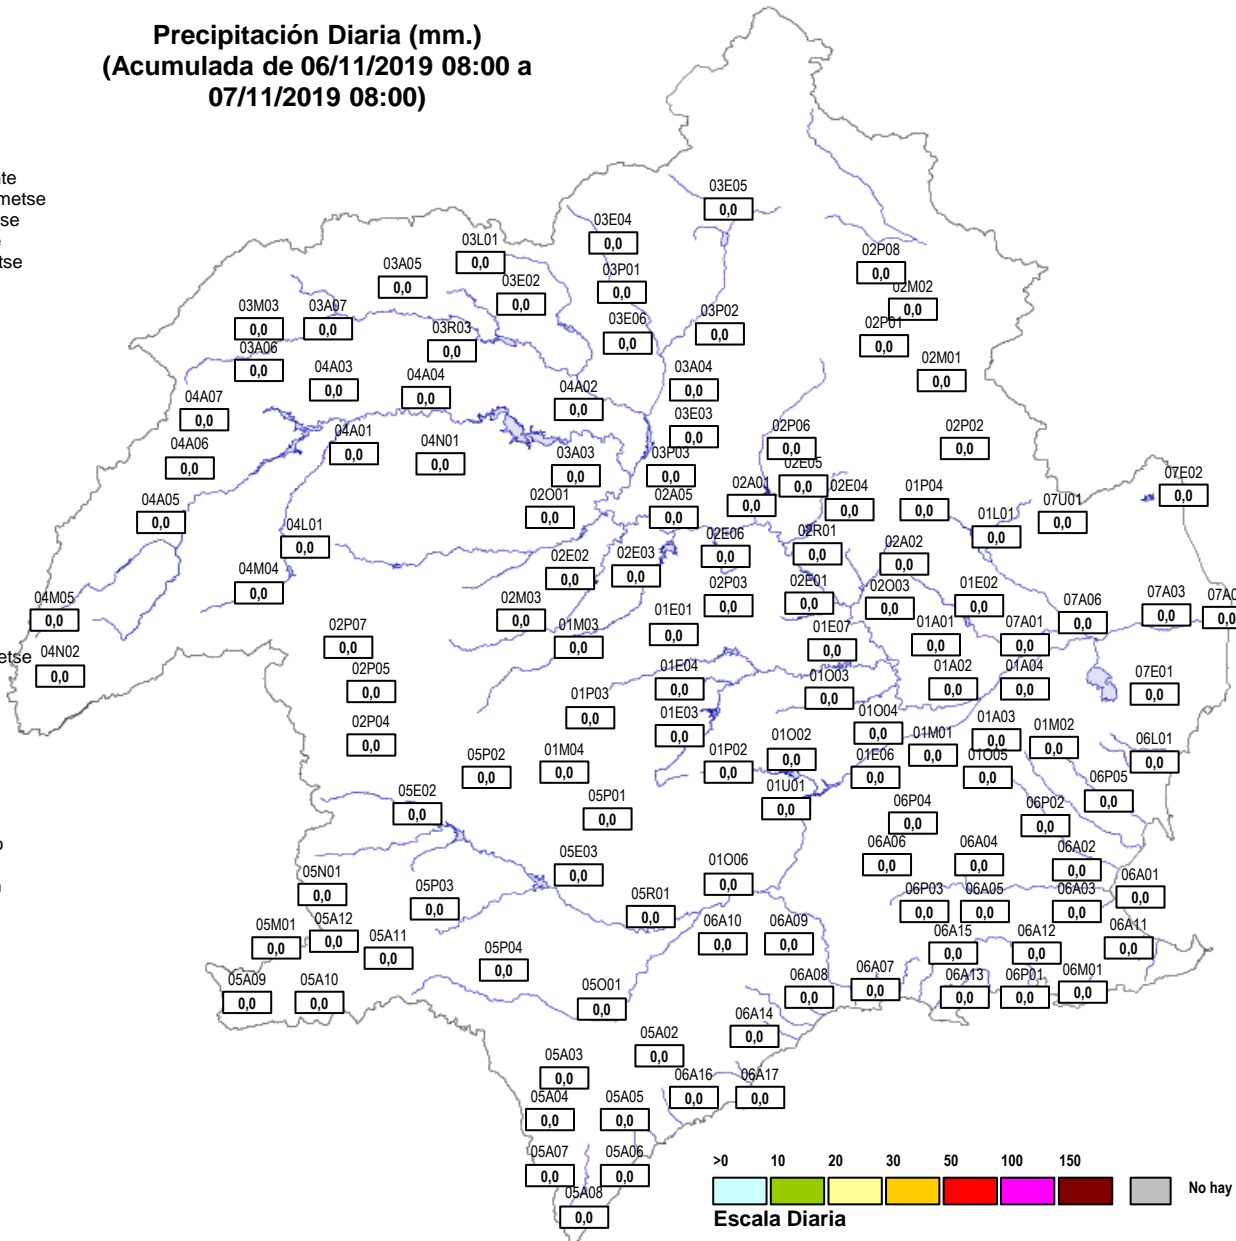 Precipitación Diaria (mm.)
(Acumulada de 06/11/2019 08:00 a
07/11/2019 08:00)
03E05
0,0
03E04
0,0
03L01
0,0
02P08
0,0
03A05
0,0
03P01
0,0
03E02
0,0
02M02
0,0
03M03
0,0
03A07
0,0
03E06
0,0
03P02
0,0
03R03
0,0
02P01
0,0
03A06
0,0
02M01
0,0
04A03
0,0
04A04
0,0
03A04
0,0
04A02
0,0
04A07
0,0
03E03
0,0
04A01
0,0
04N01
0,0
02P06
0,0
02P02
0,0
04A06
0,0
03A03
0,0
03P03
0,0
02E05
0,0
07E02
0,0
02A01
0,0
02E04
0,0
01P04
0,0
04A05
0,0
02O01
0,0
02A05
0,0
07U01
0,0
01L01
0,0
04L01
0,0
02E06
0,0
02R01
0,0
02A02
0,0
02E02
0,0
02E03
0,0
04M04
0,0
02P03
0,0
02E01
0,0
02O03
0,0
01E02
0,0
04M05
0,0
02M03
0,0
07A06
0,0
07A03
0,0
07A0
0,0
01E01
0,0
02P07
0,0
01M03
0,0
01E07
0,0
01A01
0,0
07A01
0,0
etse
04N02
0,0
02P05
0,0
01E04
0,0
01O03
0,0
01A02
0,0
01A04
0,0
07E01
0,0
01P03
0,0
02P04
0,0
01E03
0,0
01O04
0,0
01A03
0,0
01M02
0,0
01M01
0,0
06L01
0,0
05P02
0,0
01M04
0,0
01P02
0,0
01O02
0,0
01E06
0,0
01O05
0,0
05E02
0,0
05P01
0,0
01U01
0,0
06P05
0,0
06P04
0,0
06P02
0,0
05E03
0,0
01O06
0,0
06A06
0,0
06A04
0,0
06A02
0,0
05N01
0,0
05P03
0,0
05R01
0,0
06P03
0,0
06A05
0,0
06A03
0,0
06A01
0,0
05M01
0,0
05A12
0,0
05A11
0,0
06A10
0,0
06A09
0,0
06A15
0,0
06A12
0,0
06A11
0,0
05P04
0,0
05A09
0,0
05A10
0,0
05O01
0,0
06A08
0,0
06A07
0,0
06A13
0,0
06P01
0,0
06M01
0,0
05A02
0,0
06A14
0,0
05A03
0,0
06A16
0,0
06A17
0,0
05A04
0,0
05A05
0,0
05A07
0,0
05A06
0,0
05A08
0,0
>0 10 20 30 50 100 150
No hay
Escala Diaria